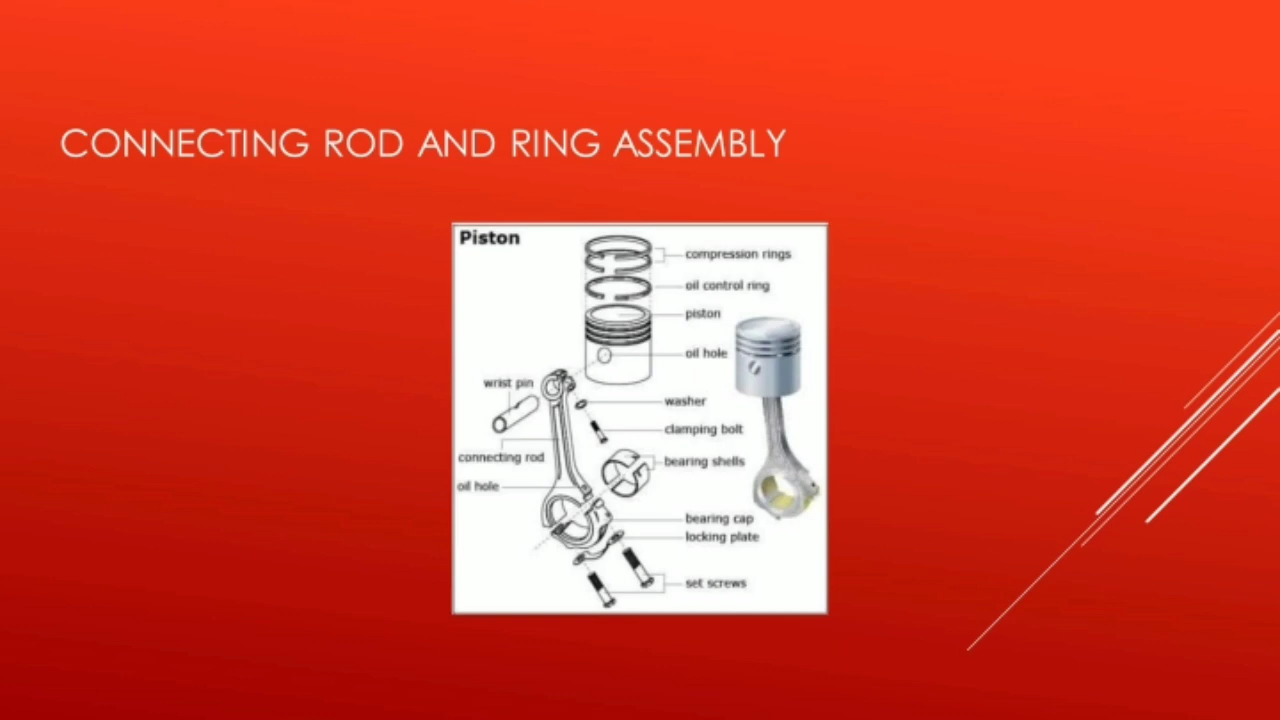 CONNECTING ROD AND RING ASSEMBLY
Piston
compression rings
oil control ring
piston
oil hole
wrist pin
washer
clamping bolt
connecting rod
bearing shells
oil hole
bearing cap
locking plate
set screws